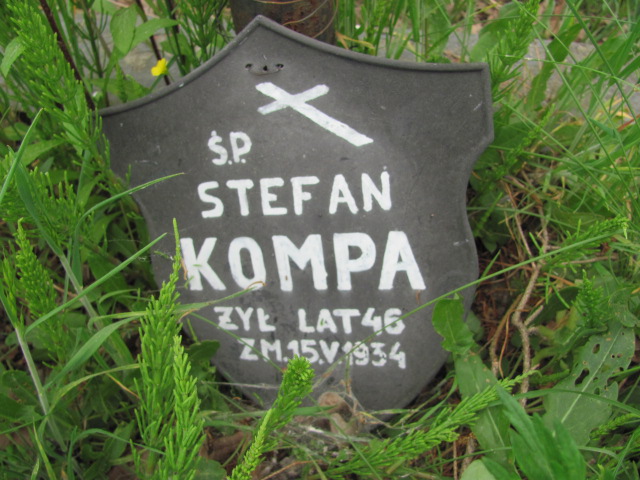 Ś.P.
STEFAN
KOMPA
ŻYŁ LAT 46
ZM.15.V.1934